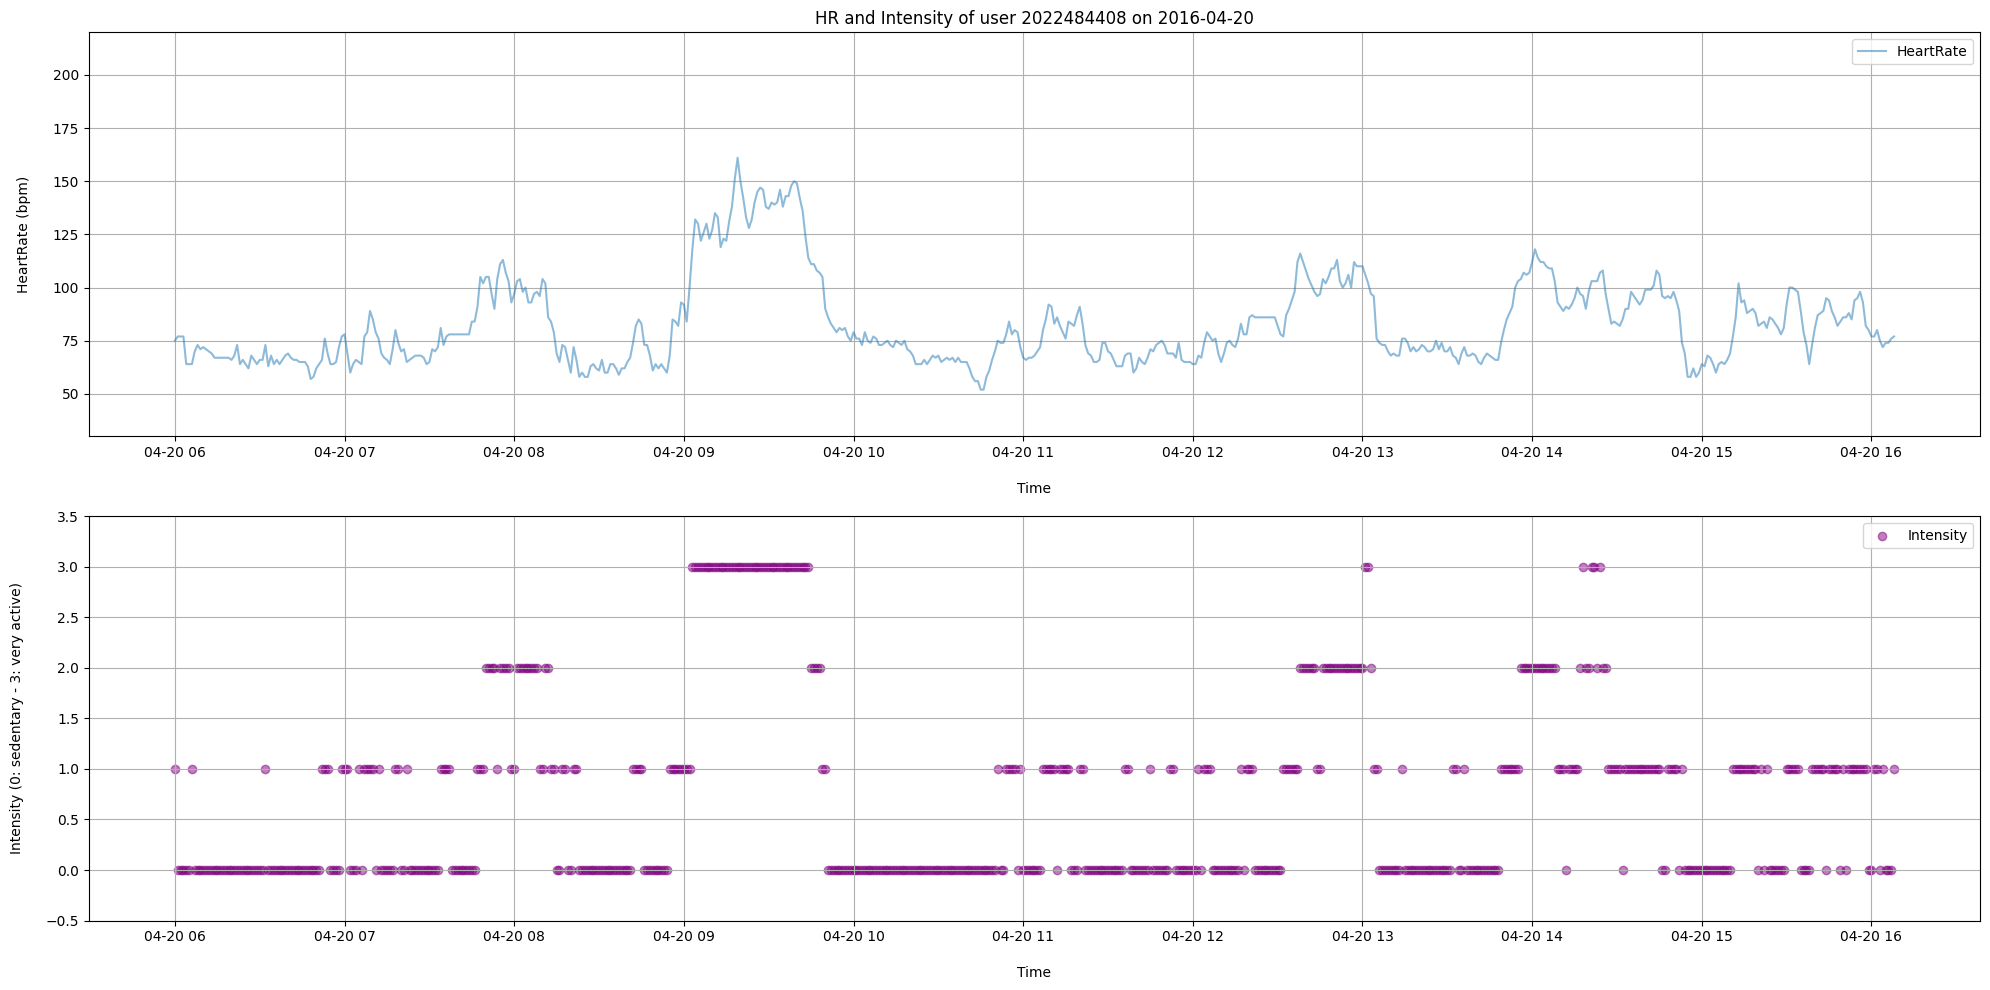 HR and Intensity of user 2022484408 on 2016-04-20
HeartRate
HeartRate (bpm)
200
175
150
125
100
75
50
04-20 06 04-20 07 04-20 08 04-20 09 04-20 10 04-20 11 04-20 12 04-20 13 04-20 14 04-20 15 04-20 16
Time
Intensity
Intensity (0: sedentary - 3: very active)
3.5
3.0
2.5
2.0
1.5
1.0
0.5
0.0
−0.5
04-20 06 04-20 07 04-20 08 04-20 09 04-20 10 04-20 11 04-20 12 04-20 13 04-20 14 04-20 15 04-20 16
Time